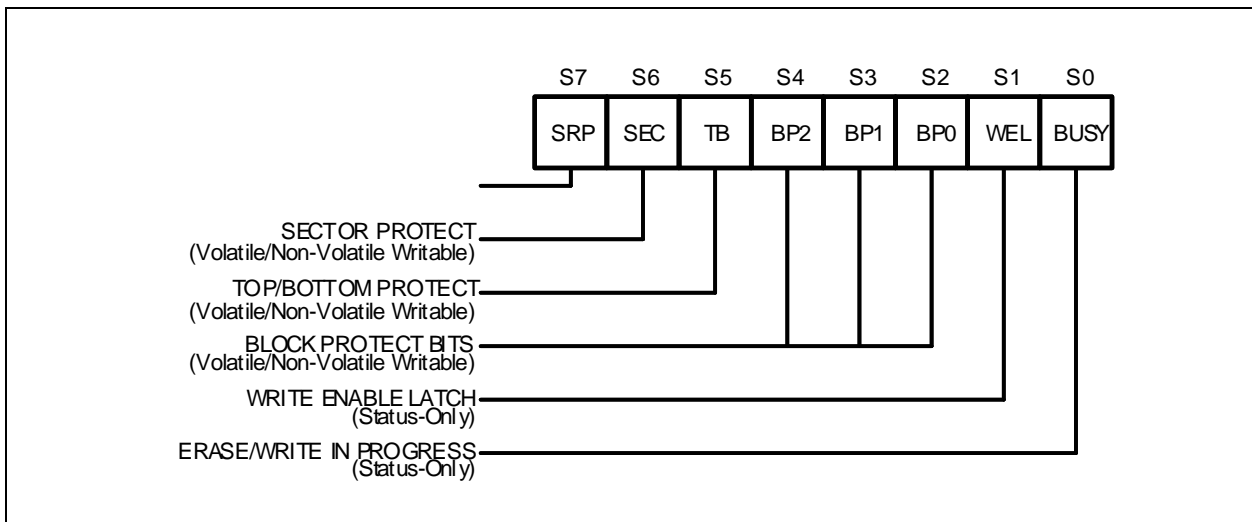 S7 S6 S5 S4 S3 S2 S1 S0
SRP SEC TB BP2 BP1 BP0 WEL BUSY
SECTOR PROTECT
(Volatile/Non-Volatile Writable)
TOP/BOTTOM PROTECT
(Volatile/Non-Volatile Writable)
BLOCK PROTECT BITS
(Volatile/Non-Volatile Writable)
WRITE ENABLE LATCH
(Status-Only)
ERASE/WRITE IN PROGRESS
(Status-Only)